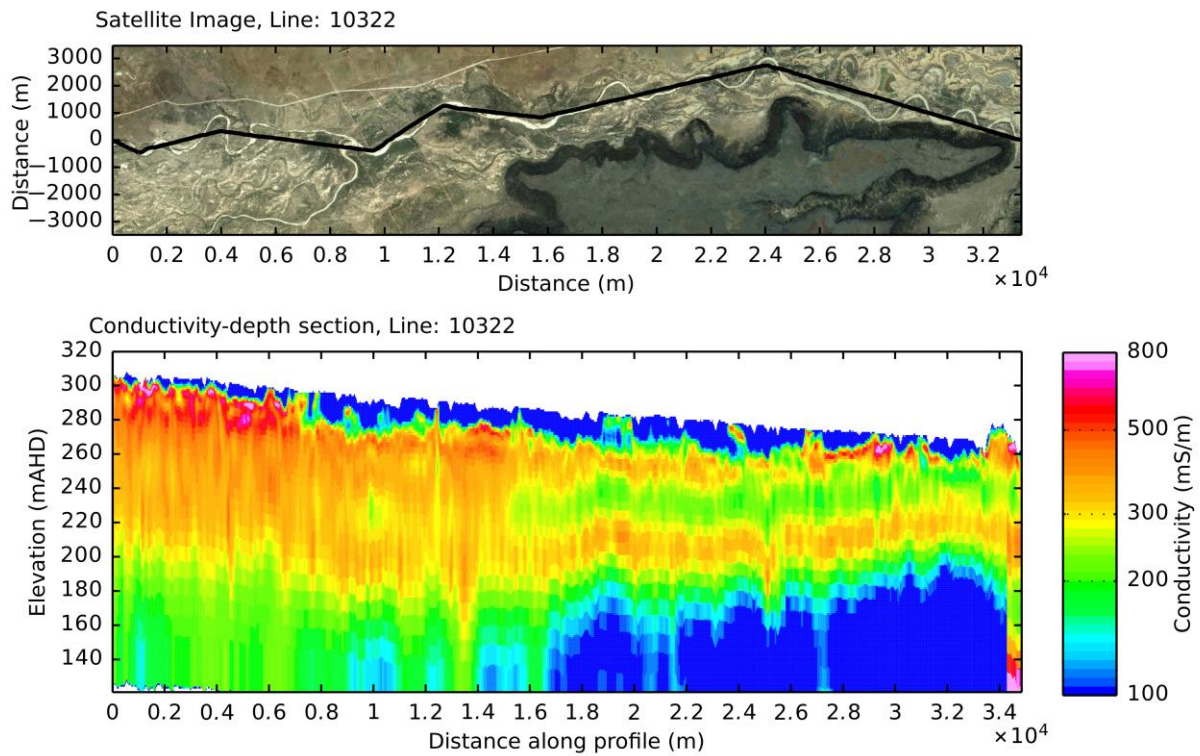 Satellite Image, Line: 10322
Distance (m)
3000
2000
1000
0
−1000
−2000
−3000
0 0.2 0.4 0.6 0.8 1 1.2 1.4 1.6 1.8 2 2.2 2.4 2.6 2.8 3 3.2
×10⁴
Distance (m)
Conductivity-depth section, Line: 10322
Elevation (mAHD)
320
300
280
260
240
220
200
180
160
140
0 0.2 0.4 0.6 0.8 1 1.2 1.4 1.6 1.8 2 2.2 2.4 2.6 2.8 3 3.2 3.4
×10⁴
Distance along profile (m)
800
500
300
200
100
Conductivity (mS/m)